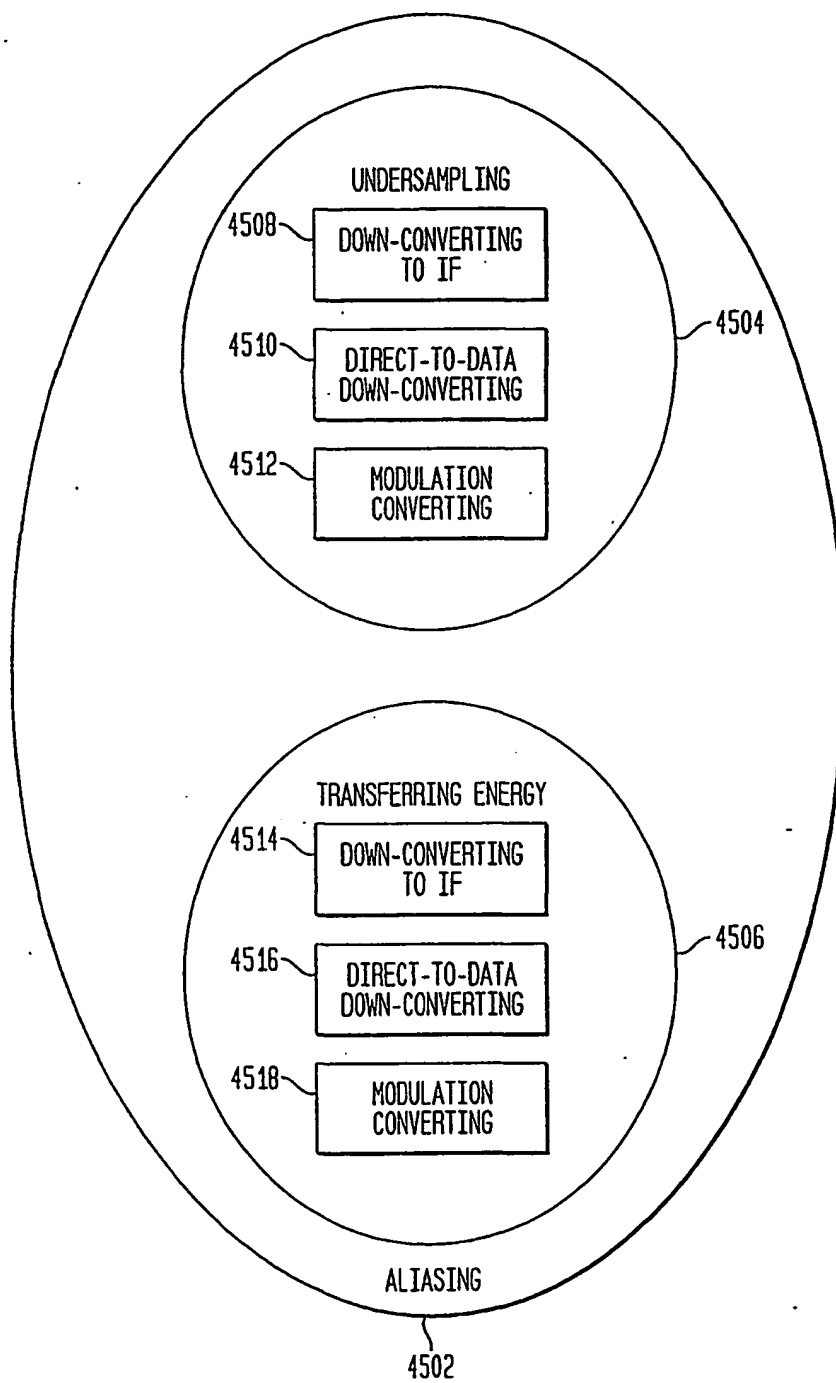 UNDERSAMPLING
4508
DOWN-CONVERTING
TO IF
4504
4510
DIRECT-TO-DATA
DOWN-CONVERTING
4512
MODULATION
CONVERTING
TRANSFERRING ENERGY
4514
DOWN-CONVERTING
TO IF
4506
4516
DIRECT-TO-DATA
DOWN-CONVERTING
4518
MODULATION
CONVERTING
ALIASING
4502